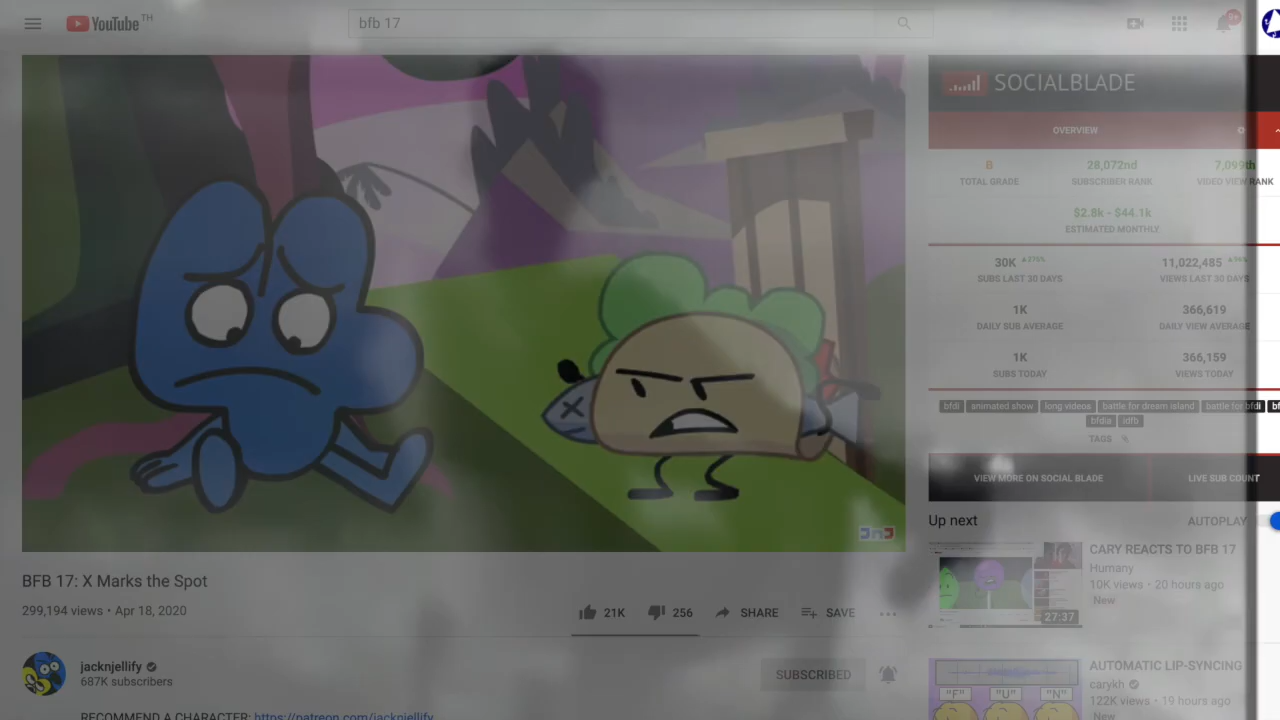 YouTube TH
bfb 17
SOCIALBLADE
OVERVIEW
B
28,072nd
7,099th
TOTAL GRADE
SUBSCRIBER RANK
VIDEO VIEW RANK
$2.8k - $44.1k
ESTIMATED MONTHLY
30K
11,022,485
SUBS LAST 30 DAYS
VIEWS LAST 30 DAYS
1K
366,619
DAILY SUB AVERAGE
DAILY VIEW AVERAGE
1K
366,159
SUBS TODAY
VIEWS TODAY
bfdi animated show long videos battle for dream island battle for bfdi
bfdia idfb
TAGS
VIEW MORE ON SOCIAL BLADE
LIVE SUB COUNT
Up next
AUTOPLAY
CARY REACTS TO BFB 17
Humany
10K views • 20 hours ago
New
27:37
BFB 17: X Marks the Spot
299,194 views • Apr 18, 2020
21K
256
SHARE
SAVE
jacknjellify
687K subscribers
SUBSCRIBED
AUTOMATIC LIP-SYNCING
carykh
122K views • 19 hours ago
New
"F" "U" "N"
RECOMMEND A CHARACTER: https://patreon.com/jacknjellify